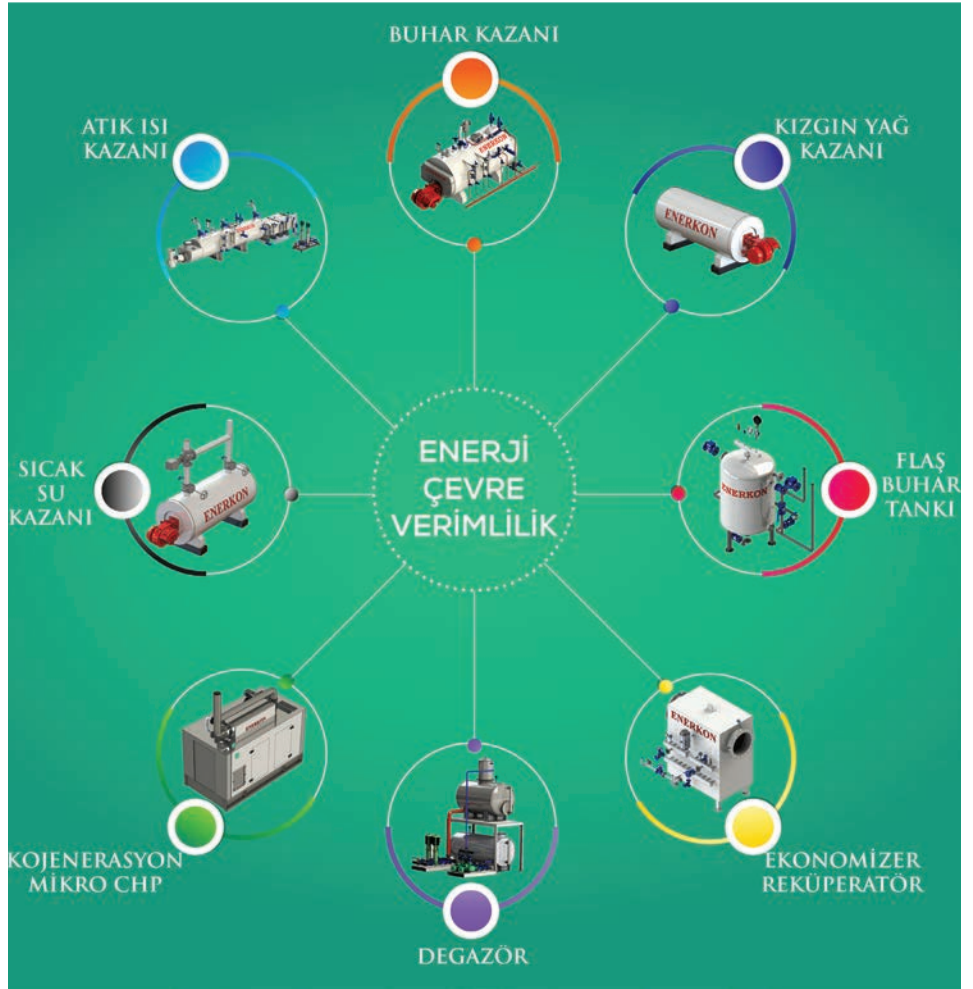 BUHAR KAZANI
ENERKON
KIZGIN YAĞ
KAZANI
ENERKON
FLAŞ
BUHAR
TANKI
ENERKON
EKONOMİZER
REKÜPERATÖR
ENERKON
DEGAZÖR
KOJENERASYON
MİKRO CHP
ENERKON
SICAK
SU
KAZANI
ENERKON
ATIK ISI
KAZANI
ENERJİ
ÇEVRE
VERİMLİLİK